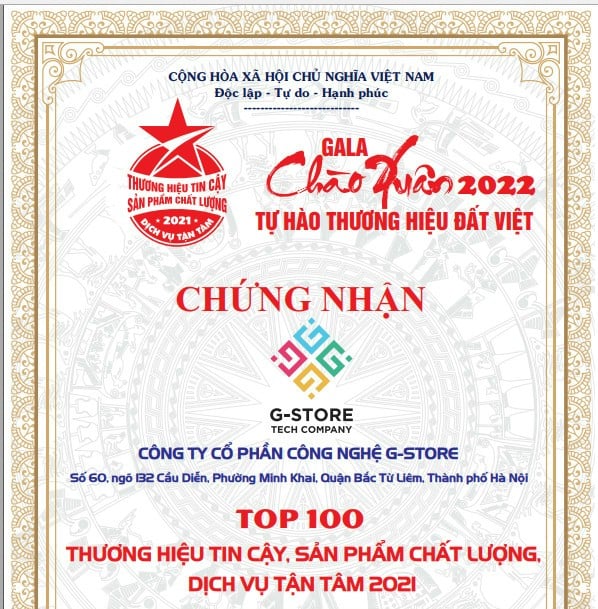 CỘNG HÒA XÃ HỘI CHỦ NGHĨA VIỆT NAM
Độc lập - Tự do - Hạnh phúc
THƯƠNG HIỆU TIN CẬY
SẢN PHẨM CHẤT LƯỢNG
2021
DỊCH VỤ TẬN TÂM
GALA
Chào Xuân 2022
TỰ HÀO THƯƠNG HIỆU ĐẤT VIỆT
CHỨNG NHẬN
G-STORE
TECH COMPANY
CÔNG TY CỔ PHẦN CÔNG NGHỆ G-STORE
Số 60, ngõ 132 Cầu Diễn, Phường Minh Khai, Quận Bắc Từ Liêm, Thành phố Hà Nội
TOP 100
THƯƠNG HIỆU TIN CẬY, SẢN PHẨM CHẤT LƯỢNG,
DỊCH VỤ TẬN TÂM 2021